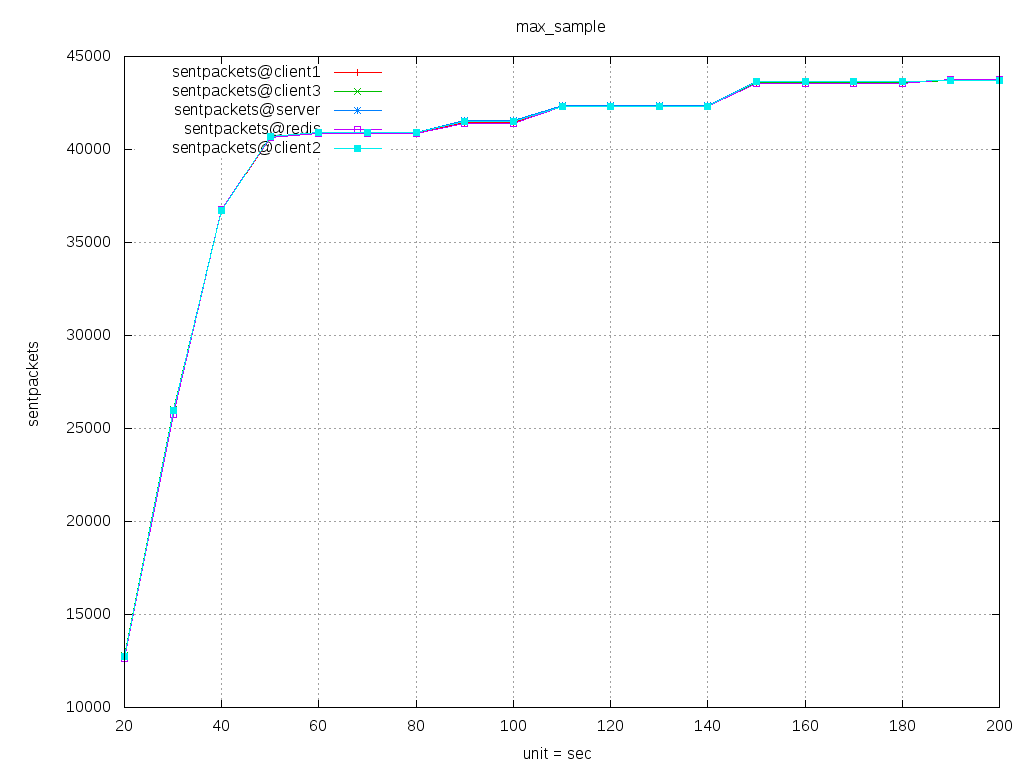 max_sample
45000
40000
35000
30000
25000
20000
15000
10000
sentpackets
sentpackets@client1
sentpackets@client3
sentpackets@server
sentpackets@redis
sentpackets@client2
20 40 60 80 100 120 140 160 180 200
unit = sec